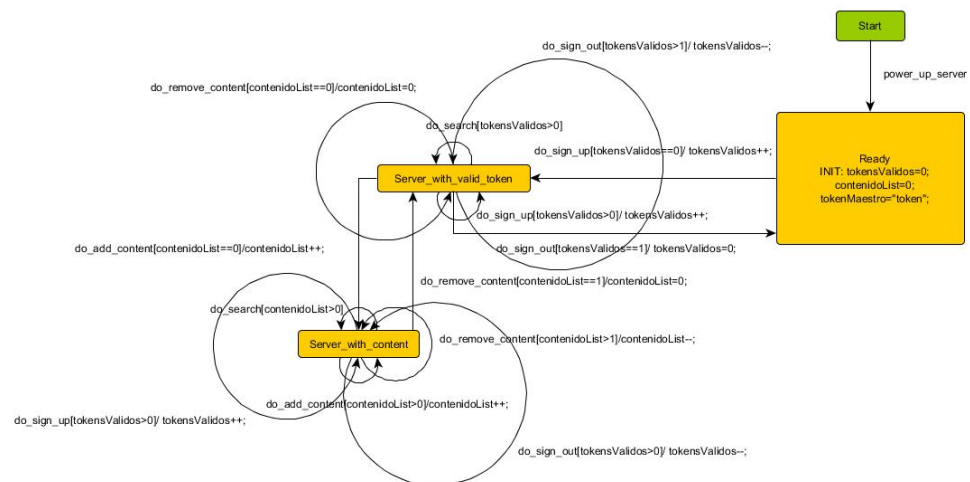 Start
do_sign_out[tokensValidos>1]/ tokensValidos--;
power_up_server
do_remove_content[contenidoList==0]/contenidoList=0;
do_search[tokensValidos>0]
do_sign_up[tokensValidos==0]/ tokensValidos++;
Ready
INIT: tokensValidos=0;
contenidoList=0;
tokenMaestro="token";
Server_with_valid_token
do_sign_up[tokensValidos>0]/ tokensValidos++;
do_add_content[contenidoList==0]/contenidoList++;
do_sign_out[tokensValidos==1]/ tokensValidos=0;
do_remove_content[contenidoList==1]/contenidoList=0;
do_search[contenidoList>0]
Server_with_content
do_remove_content[contenidoList>1]/contenidoList--;
do_add_content[contenidoList>0]/contenidoList++;
do_sign_up[tokensValidos>0]/ tokensValidos++;
do_sign_out[tokensValidos>0]/ tokensValidos--;